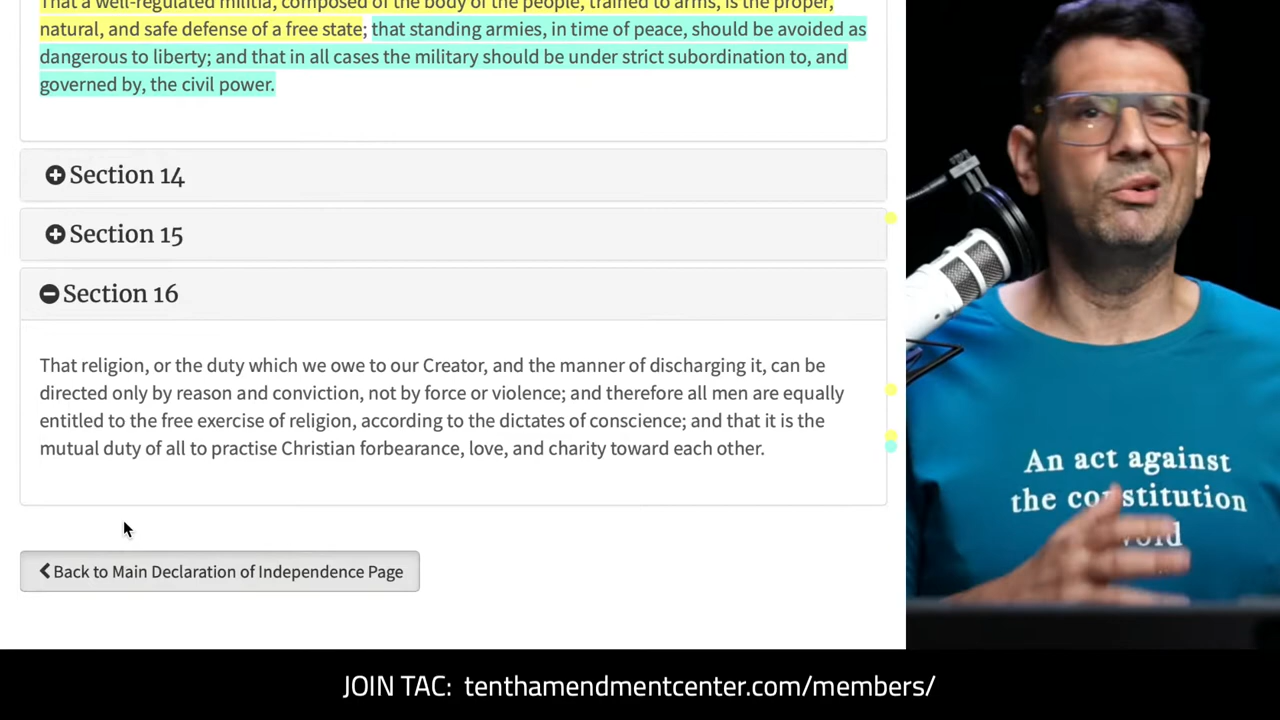 That a well-regulated militia, composed of the body of the people, trained to arms, is the proper,
natural, and safe defense of a free state; that standing armies, in time of peace, should be avoided as
dangerous to liberty; and that in all cases the military should be under strict subordination to, and
governed by, the civil power.
Section 14
Section 15
Section 16
That religion, or the duty which we owe to our Creator, and the manner of discharging it, can be
directed only by reason and conviction, not by force or violence; and therefore all men are equally
entitled to the free exercise of religion, according to the dictates of conscience; and that it is the
mutual duty of all to practise Christian forbearance, love, and charity toward each other.
Back to Main Declaration of Independence Page
An act against
the constitution
void
JOIN TAC: tenthamendmentcenter.com/members/